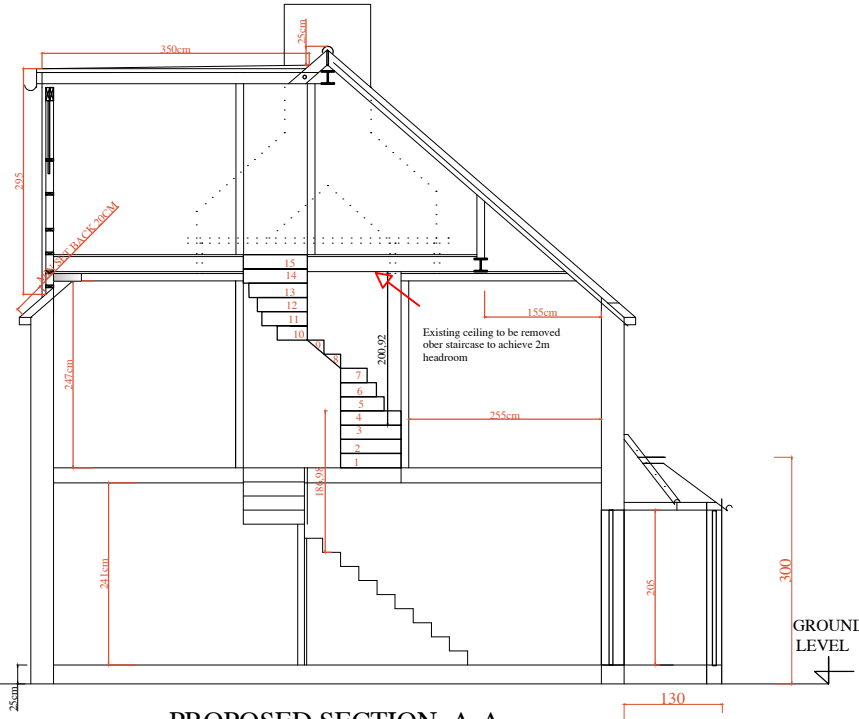 25cm
350cm
295
MIN SET BACK 20CM
15
14
13
12
11
10
9
8
7
6
5
4
3
2
1
155cm
Existing ceiling to be removed
ober staircase to achieve 2m
headroom
200,92
247cm
255cm
186,98
241cm
205
300
GROUND
LEVEL
25cm
130
PROPOSED SECTION A-A